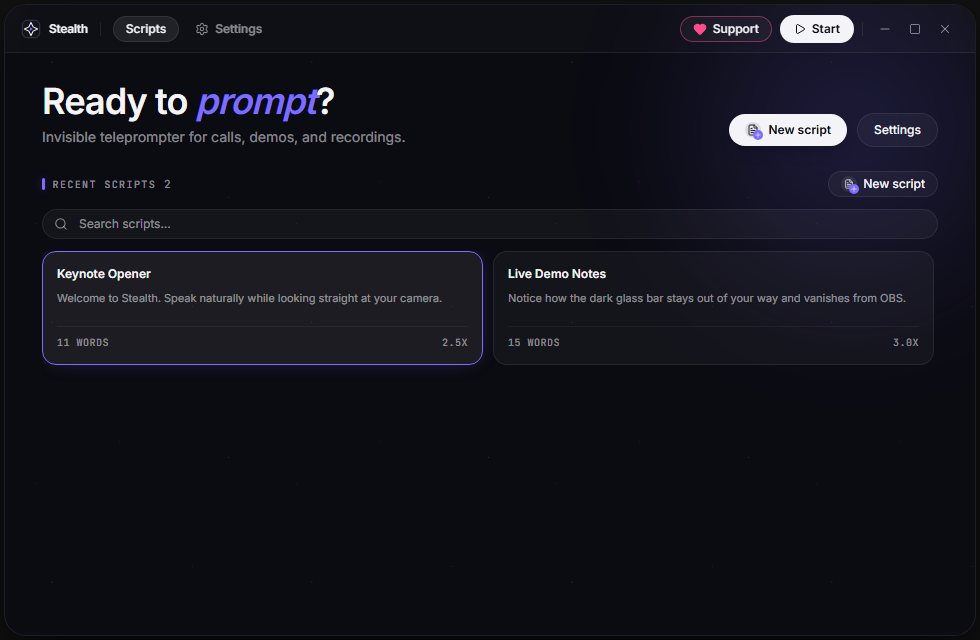 Stealth Scripts Settings Support Start
Ready to prompt?
Invisible teleprompter for calls, demos, and recordings.
New script Settings
RECENT SCRIPTS 2 New script
Search scripts...
Keynote Opener
Welcome to Stealth. Speak naturally while looking straight at your camera.
11 WORDS 2.5X
Live Demo Notes
Notice how the dark glass bar stays out of your way and vanishes from OBS.
15 WORDS 3.0X